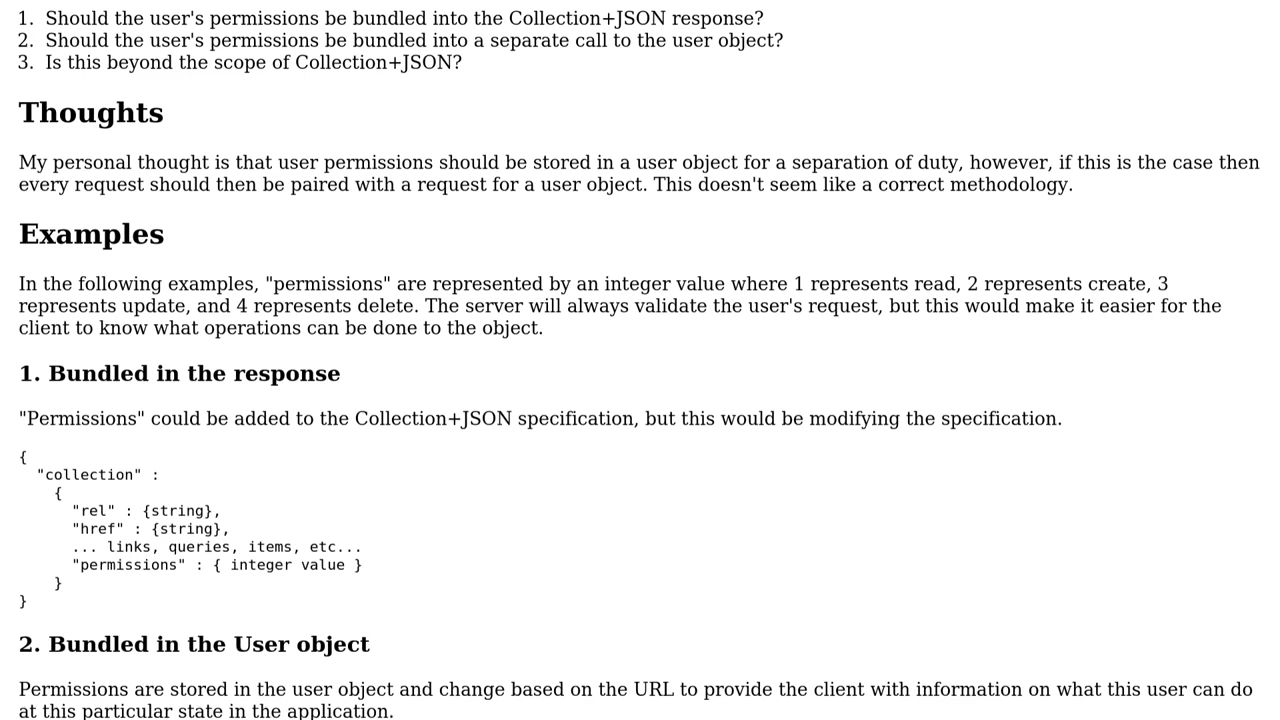 1. Should the user's permissions be bundled into the Collection+JSON response?
2. Should the user's permissions be bundled into a separate call to the user object?
3. Is this beyond the scope of Collection+JSON?
Thoughts
My personal thought is that user permissions should be stored in a user object for a separation of duty, however, if this is the case then
every request should then be paired with a request for a user object. This doesn't seem like a correct methodology.
Examples
In the following examples, "permissions" are represented by an integer value where 1 represents read, 2 represents create, 3
represents update, and 4 represents delete. The server will always validate the user's request, but this would make it easier for the
client to know what operations can be done to the object.
1. Bundled in the response
"Permissions" could be added to the Collection+JSON specification, but this would be modifying the specification.
{
  "collection" :
    {
      "rel" : {string},
      "href" : {string},
      ... links, queries, items, etc...
      "permissions" : { integer value }
    }
}
2. Bundled in the User object
Permissions are stored in the user object and change based on the URL to provide the client with information on what this user can do
at this particular state in the application.